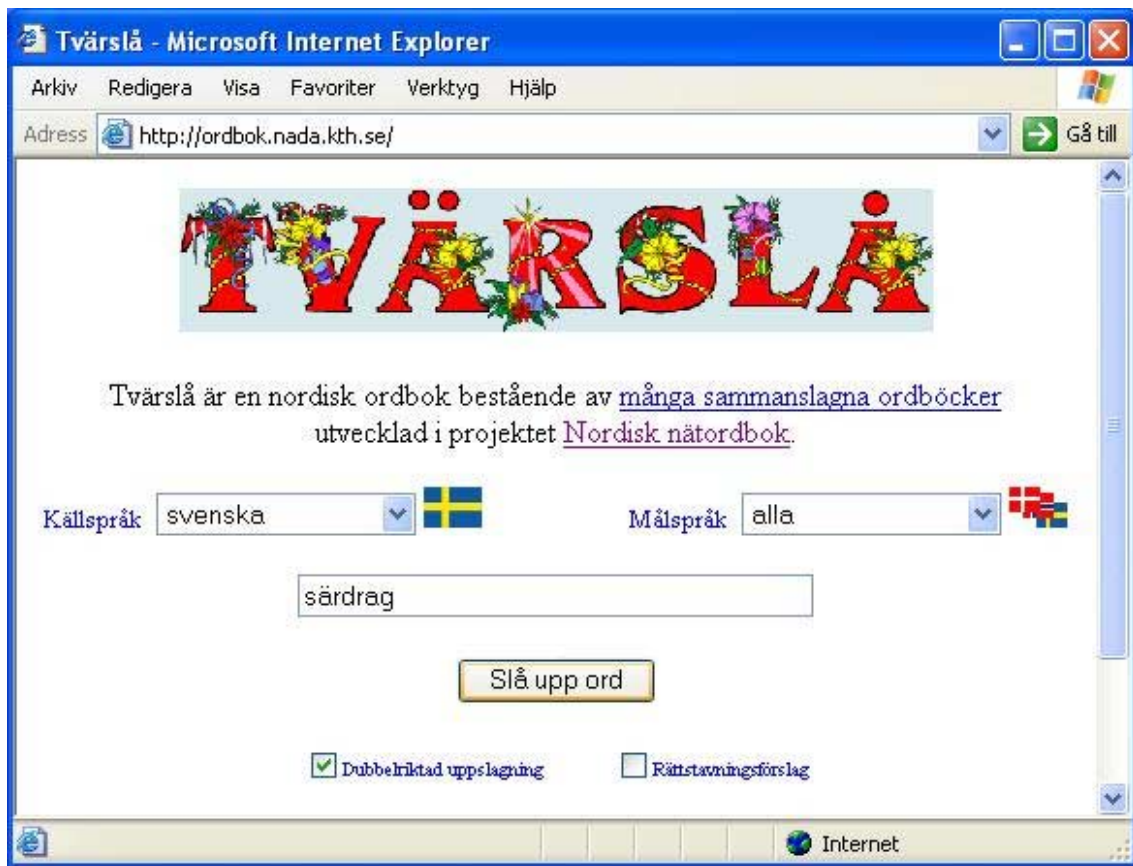 Tvärslå - Microsoft Internet Explorer
Arkiv Redigera Visa Favoriter Verktyg Hjälp
Adress http://ordbok.nada.kth.se/ Gå till
TVÄRSLÅ
Tvärslå är en nordisk ordbok bestående av många sammanslagna ordböcker
utvecklad i projektet Nordisk nätordbok.
Källspråk svenska Målspråk alla
särdrag
Slå upp ord
Dubbelriktad uppslagning Rättstavningsförslag
Internet